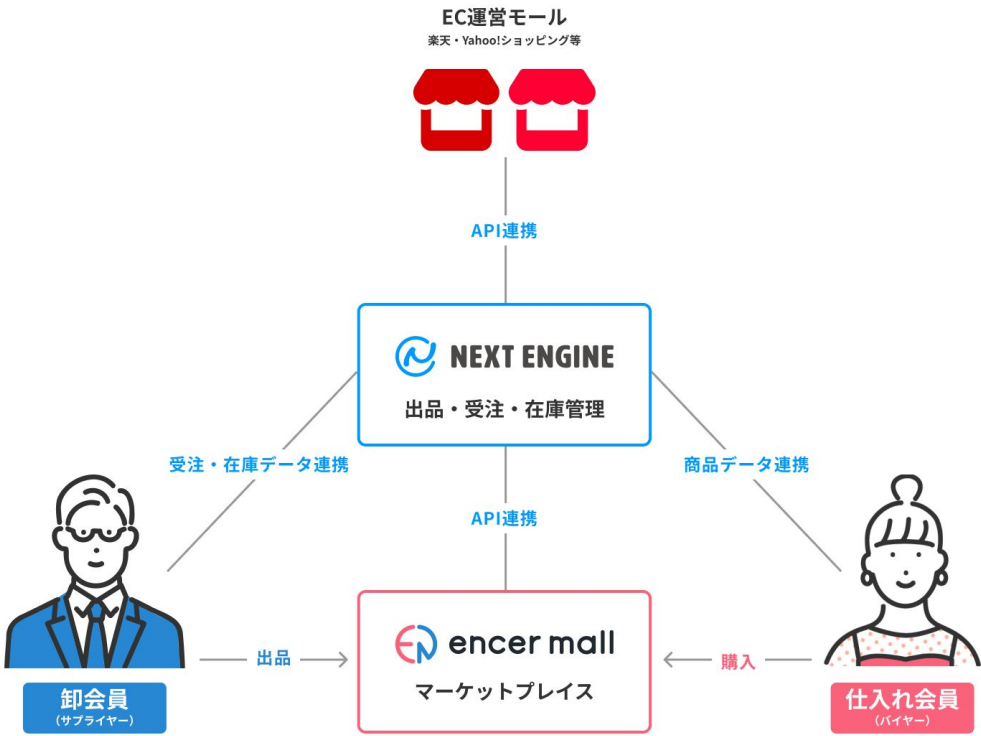 EC運営モール
楽天・Yahoo!ショッピング等
API連携
NEXT ENGINE
出品・受注・在庫管理
受注・在庫データ連携
商品データ連携
API連携
encer mall
マーケットプレイス
出品
購入
卸会員
（サプライヤー）
仕入れ会員
（バイヤー）